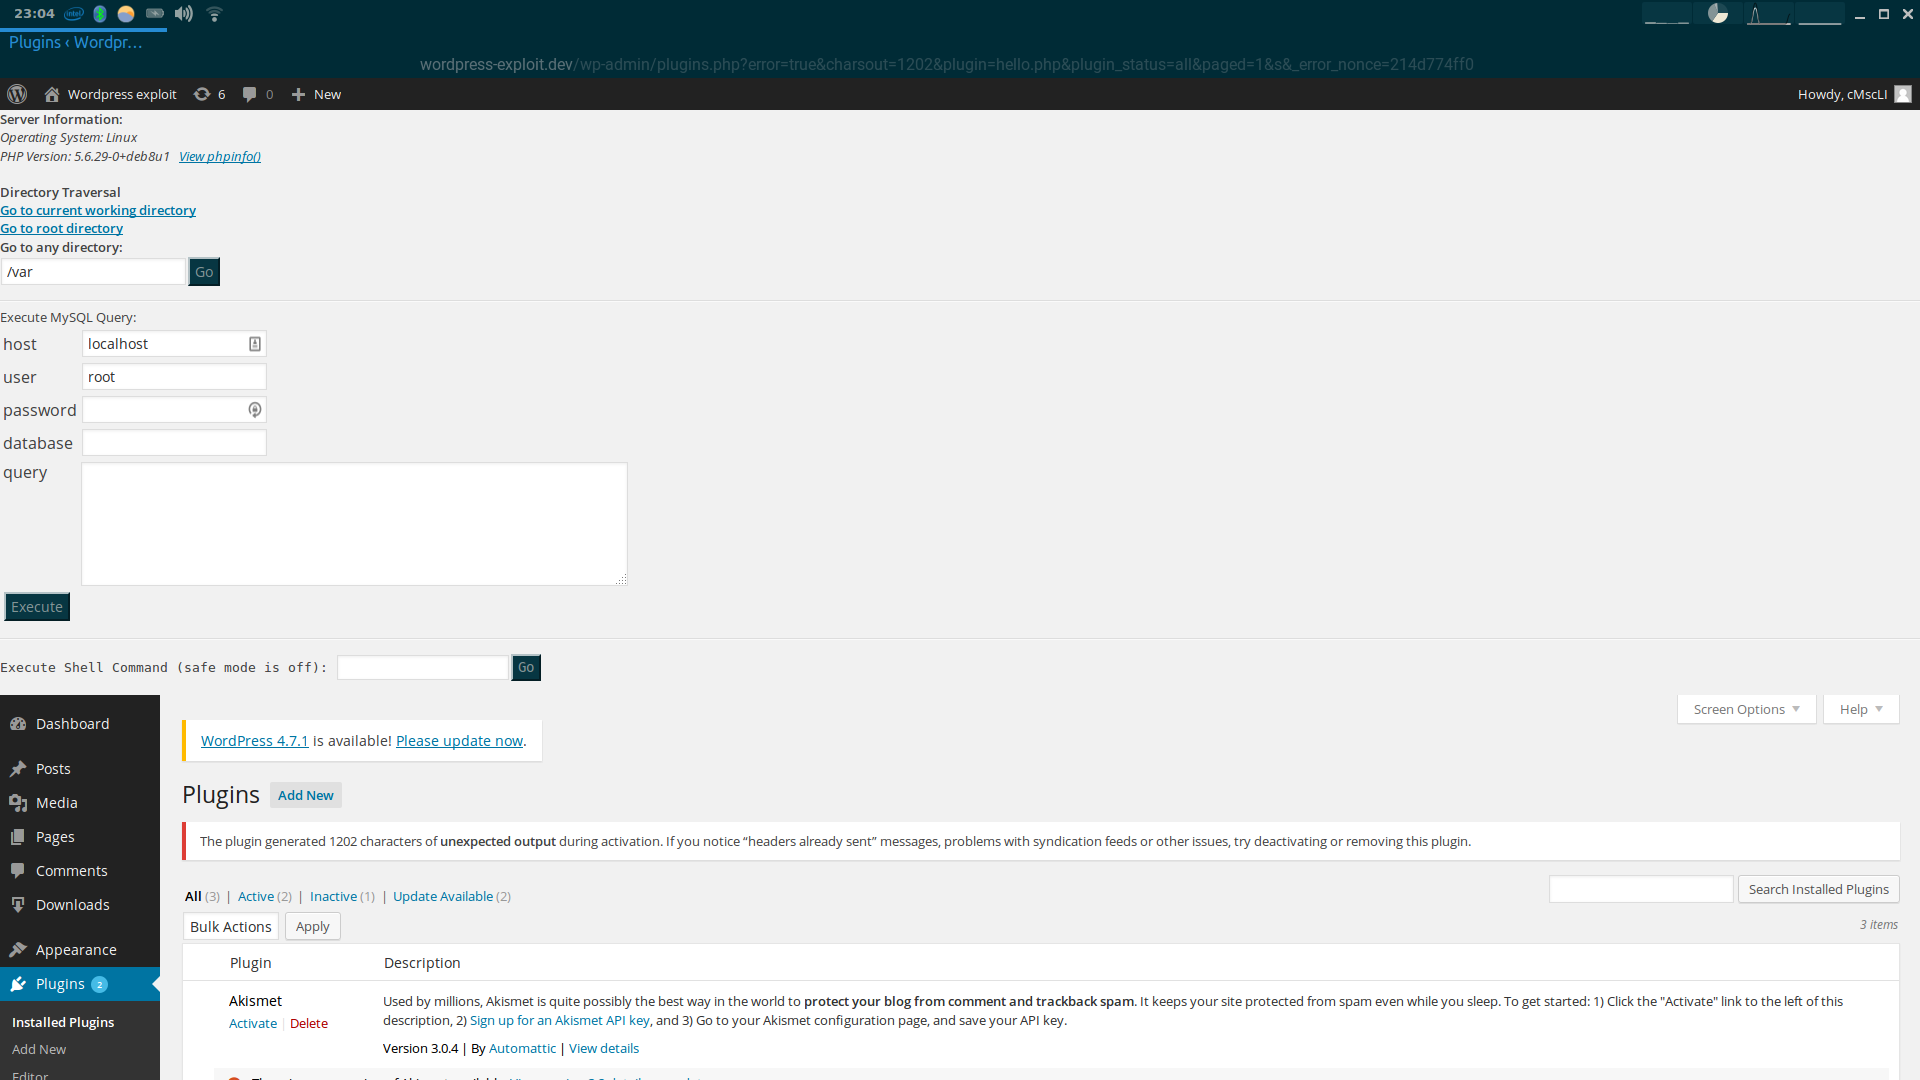 23:04
Plugins ‹ Wordpr…
wordpress-exploit.dev/wp-admin/plugins.php?error=true&charsout=1202&plugin=hello.php&plugin_status=all&paged=1&s&_error_nonce=214d774ff0
Wordpress exploit 6 0 New Howdy, cMscLI
Server Information:
Operating System: Linux
PHP Version: 5.6.29-0+deb8u1 View phpinfo()
Directory Traversal
Go to current working directory
Go to root directory
Go to any directory:
/var Go
Execute MySQL Query:
host localhost
user root
password
database
query
Execute
Execute Shell Command (safe mode is off): Go
Screen Options Help
Dashboard
Posts
Media
Pages
Comments
Downloads
Appearance
Plugins 2
Installed Plugins
Add New
Editor
WordPress 4.7.1 is available! Please update now.
Plugins Add New
The plugin generated 1202 characters of unexpected output during activation. If you notice “headers already sent” messages, problems with syndication feeds or other issues, try deactivating or removing this plugin.
All (3) | Active (2) | Inactive (1) | Update Available (2) Search Installed Plugins
Bulk Actions Apply 3 items
Plugin Description
Akismet Used by millions, Akismet is quite possibly the best way in the world to protect your blog from comment and trackback spam. It keeps your site protected from spam even while you sleep. To get started: 1) Click the "Activate" link to the left of this
Activate | Delete description, 2) Sign up for an Akismet API key, and 3) Go to your Akismet configuration page, and save your API key.
Version 3.0.4 | By Automattic | View details